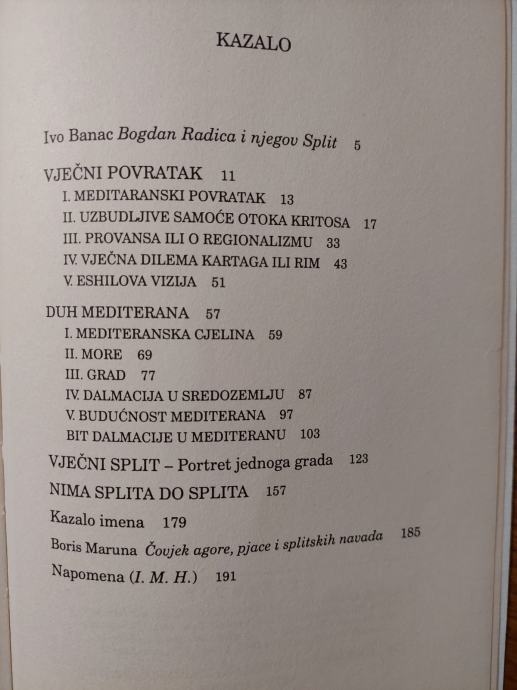 KAZALO
Ivo Banac Bogdan Radica i njegov Split 5
VJEČNI POVRATAK 11
I. MEDITARANSKI POVRATAK 13
II. UZBUDLJIVE SAMOĆE OTOKA KRITOSA 17
III. PROVANSA ILI O REGIONALIZMU 33
IV. VJEČNA DILEMA KARTAGA ILI RIM 43
V. ESHILOVA VIZIJA 51
DUH MEDITERANA 57
I. MEDITERANSKA CJELINA 59
II. MORE 69
III. GRAD 77
IV. DALMACIJA U SREDOZEMLJU 87
V. BUDUĆNOST MEDITERANA 97
BIT DALMACIJE U MEDITERANU 103
VJEČNI SPLIT – Portret jednoga grada 123
NIMA SPLITA DO SPLITA 157
Kazalo imena 179
Boris Maruna Čovjek agore, pjace i splitskih navada 185
Napomena (I. M. H.) 191